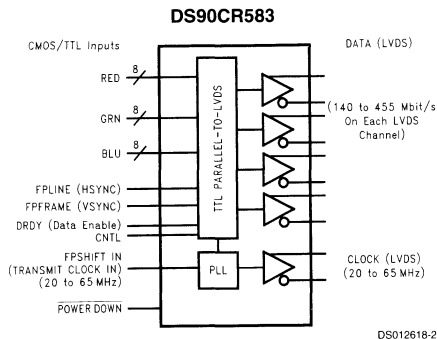 DS90CR583
CMOS/TTL Inputs
DATA (LVDS)
RED
8
GRN
8
BLU
8
FPLINE (HSYNC)
FPFRAME (VSYNC)
DRDY (Data Enable)
CNTL
FPSHIFT IN
(TRANSMIT CLOCK IN)
(20 to 65 MHz)
POWER DOWN
TTL PARALLEL-TO-LVDS
PLL
(140 to 455 Mbit/s
On Each LVDS
Channel)
CLOCK (LVDS)
(20 to 65 MHz)
DS012618-2